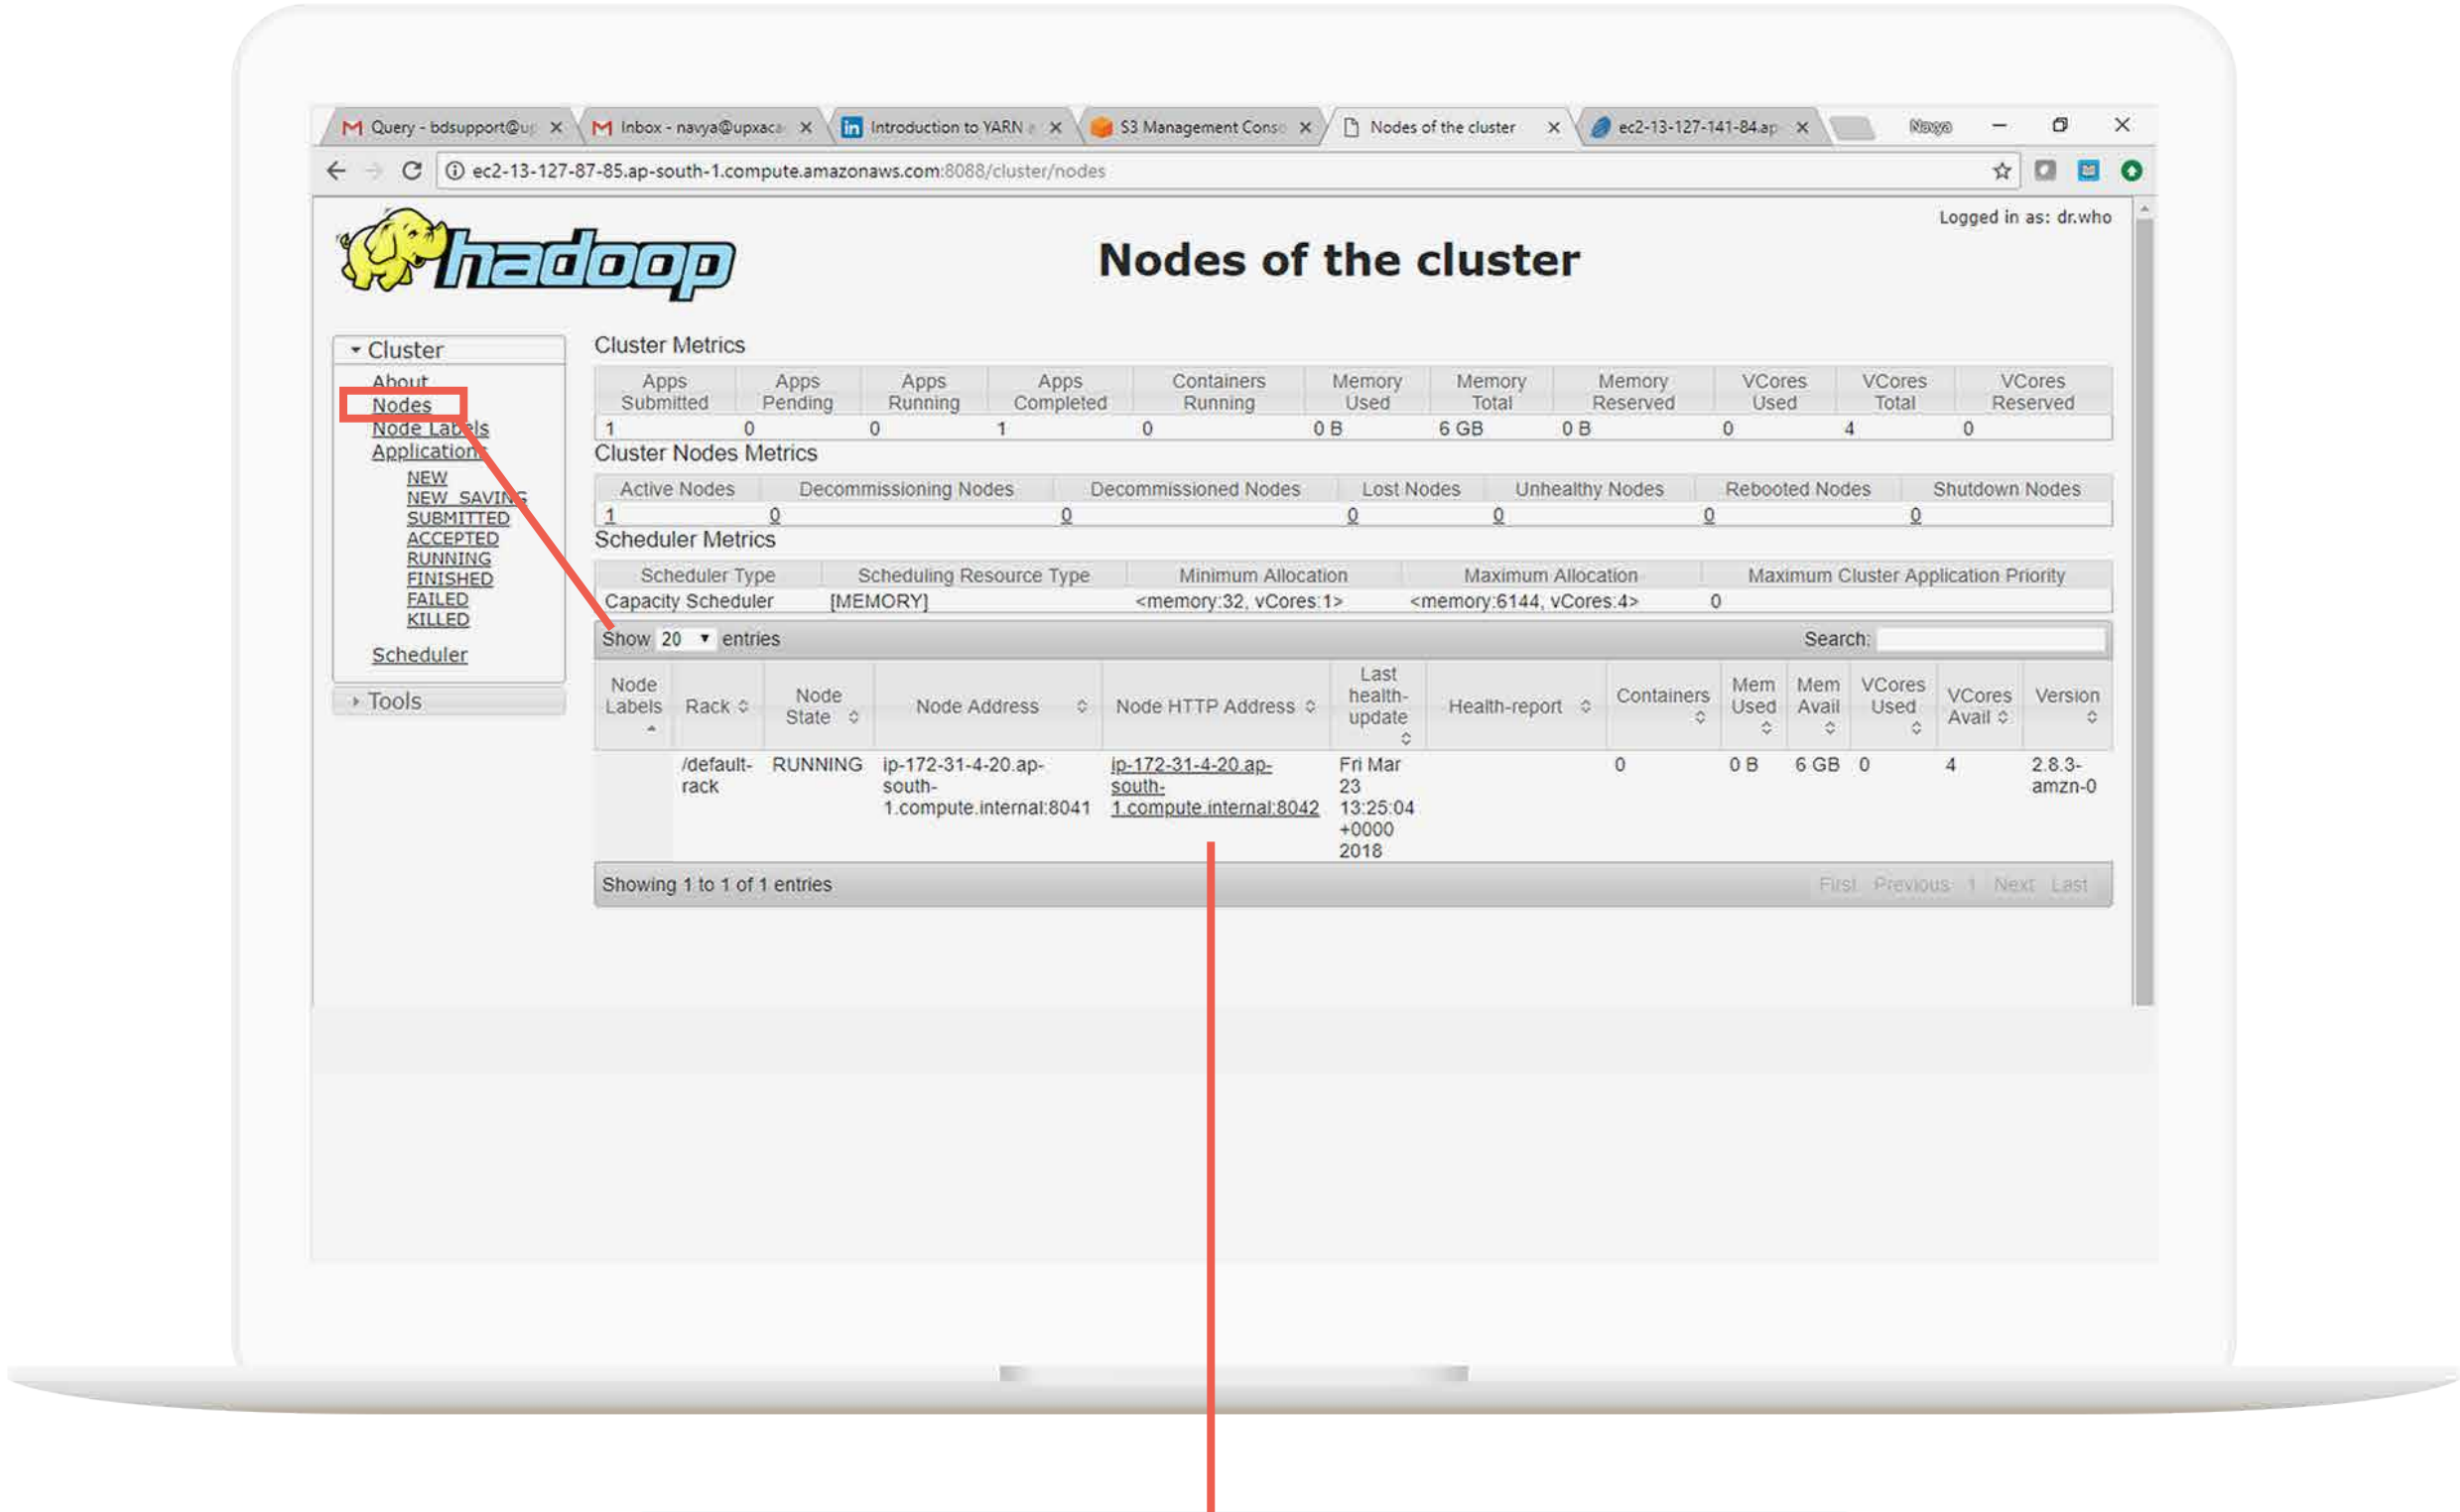 Query - bdsupport@up
Inbox - navya@upxaca
in Introduction to YARN a
S3 Management Conso
Nodes of the cluster
ec2-13-127-141-84.ap
Navya
ec2-13-127-87-85.ap-south-1.compute.amazonaws.com:8088/cluster/nodes
Logged in as: dr.who
hadoop
Nodes of the cluster
Cluster
About
Nodes
Node Labels
Applications
NEW
NEW_SAVING
SUBMITTED
ACCEPTED
RUNNING
FINISHED
FAILED
KILLED
Scheduler
Tools
Cluster Metrics
Apps Submitted Apps Pending Apps Running Apps Completed Containers Running Memory Used Memory Total Memory Reserved VCores Used VCores Total VCores Reserved
1 0 0 1 0 0 B 6 GB 0 B 0 4 0
Cluster Nodes Metrics
Active Nodes Decommissioning Nodes Decommissioned Nodes Lost Nodes Unhealthy Nodes Rebooted Nodes Shutdown Nodes
1 0 0 0 0 0 0
Scheduler Metrics
Scheduler Type Scheduling Resource Type Minimum Allocation Maximum Allocation Maximum Cluster Application Priority
Capacity Scheduler [MEMORY] <memory:32, vCores:1> <memory:6144, vCores:4> 0
Show 20 entries Search:
Node Labels Rack Node State Node Address Node HTTP Address Last health-update Health-report Containers Mem Used Mem Avail VCores Used VCores Avail Version
/default-rack RUNNING ip-172-31-4-20.ap-south-1.compute.internal:8041 ip-172-31-4-20.ap-south-1.compute.internal:8042 Fri Mar 23 13:25:04 +0000 2018 0 0 B 6 GB 0 4 2.8.3-amzn-0
Showing 1 to 1 of 1 entries First Previous 1 Next Last